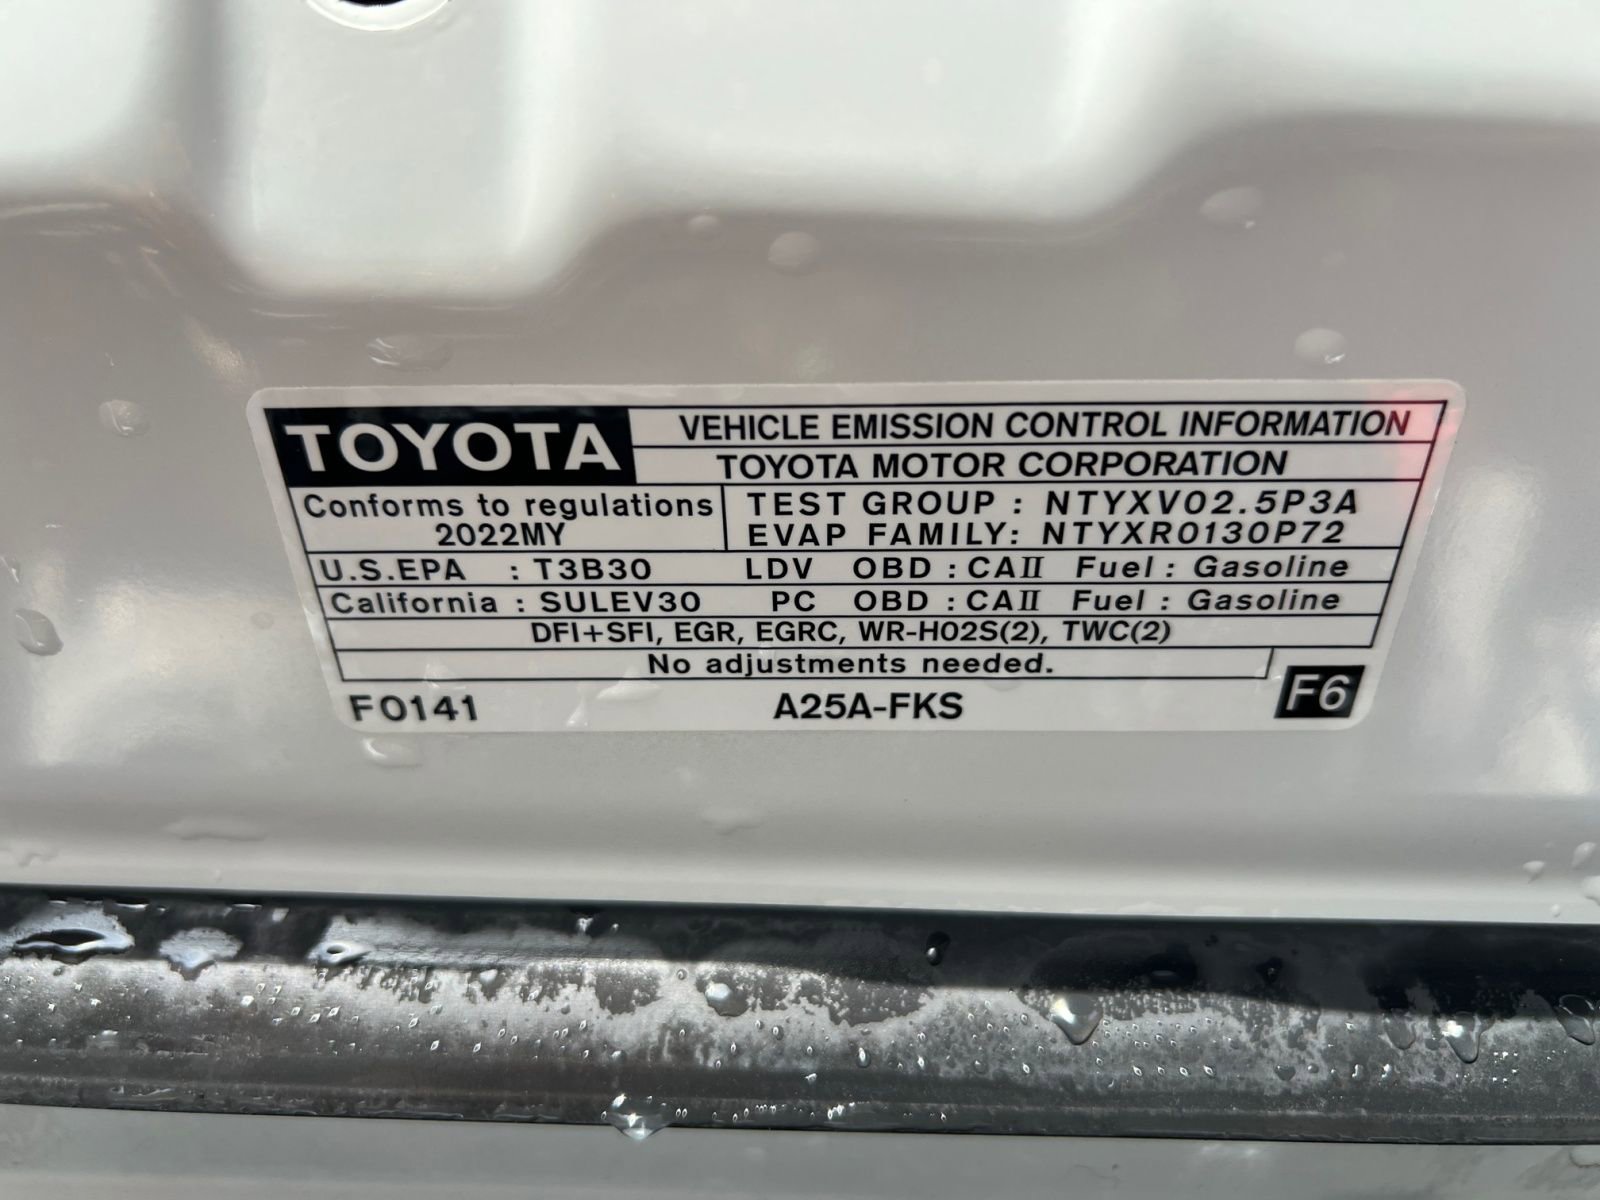 TOYOTA
VEHICLE EMISSION CONTROL INFORMATION
TOYOTA MOTOR CORPORATION
Conforms to regulations
2022MY
TEST GROUP : NTYXV02.5P3A
EVAP FAMILY: NTYXR0130P72
U.S.EPA : T3B30 LDV OBD : CAII Fuel : Gasoline
California : SULEV30 PC OBD : CAII Fuel : Gasoline
DFI+SFI, EGR, EGRC, WR-HO2S(2), TWC(2)
No adjustments needed.
F0141 A25A-FKS F6